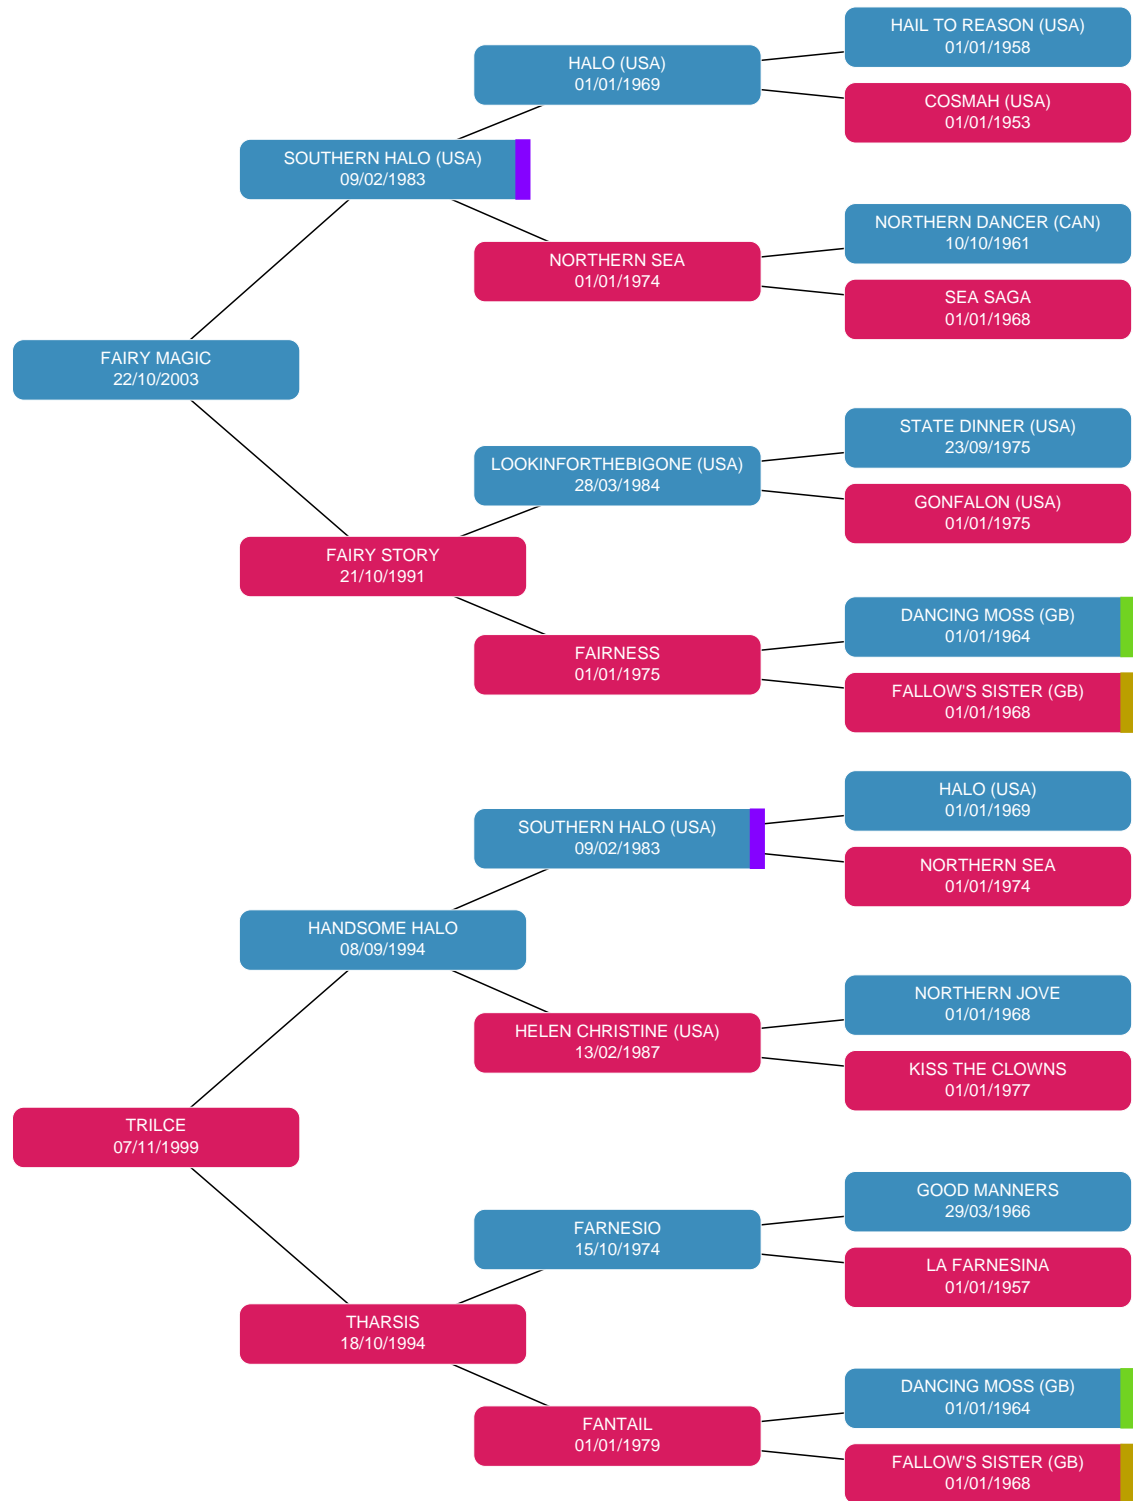 HAIL TO REASON (USA)
01/01/1958
HALO (USA)
01/01/1969
COSMAH (USA)
01/01/1953
SOUTHERN HALO (USA)
09/02/1983
NORTHERN DANCER (CAN)
10/10/1961
NORTHERN SEA
01/01/1974
SEA SAGA
01/01/1968
FAIRY MAGIC
22/10/2003
STATE DINNER (USA)
23/09/1975
LOOKINFORTHEBIGONE (USA)
28/03/1984
GONFALON (USA)
01/01/1975
FAIRY STORY
21/10/1991
DANCING MOSS (GB)
01/01/1964
FAIRNESS
01/01/1975
FALLOW'S SISTER (GB)
01/01/1968
HALO (USA)
01/01/1969
SOUTHERN HALO (USA)
09/02/1983
NORTHERN SEA
01/01/1974
HANDSOME HALO
08/09/1994
NORTHERN JOVE
01/01/1968
HELEN CHRISTINE (USA)
13/02/1987
KISS THE CLOWNS
01/01/1977
TRILCE
07/11/1999
GOOD MANNERS
29/03/1966
FARNESIO
15/10/1974
LA FARNESINA
01/01/1957
THARSIS
18/10/1994
DANCING MOSS (GB)
01/01/1964
FANTAIL
01/01/1979
FALLOW'S SISTER (GB)
01/01/1968